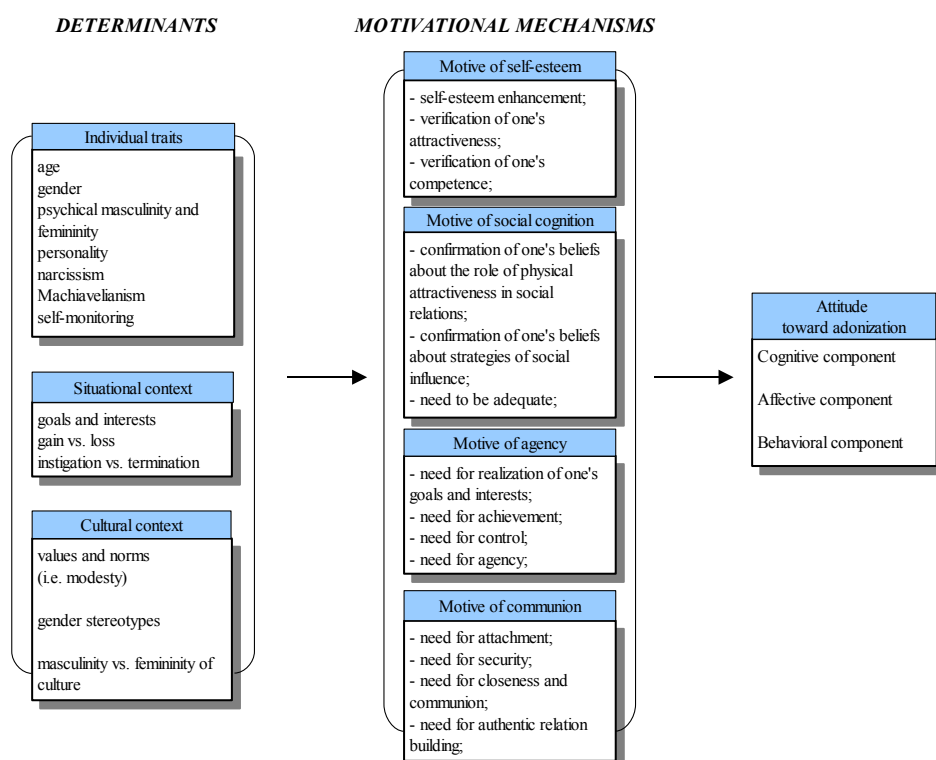 DETERMINANTS
Individual traits
age
gender
psychical masculinity and
femininity
personality
narcissism
Machiavelianism
self-monitoring
Situational context
goals and interests
gain vs. loss
instigation vs. termination
Cultural context
values and norms
(i.e. modesty)
gender stereotypes
masculinity vs. femininity of
culture
MOTIVATIONAL MECHANISMS
Motive of self-esteem
- self-esteem enhancement;
- verification of one's
attractiveness;
- verification of one's
competence;
Motive of social cognition
- confirmation of one's beliefs
about the role of physical
attractiveness in social
relations;
- confirmation of one's beliefs
about strategies of social
influence;
- need to be adequate;
Motive of agency
- need for realization of one's
goals and interests;
- need for achievement;
- need for control;
- need for agency;
Motive of communion
- need for attachment;
- need for security;
- need for closeness and
communion;
- need for authentic relation
building;
Attitude
toward adonization
Cognitive component
Affective component
Behavioral component